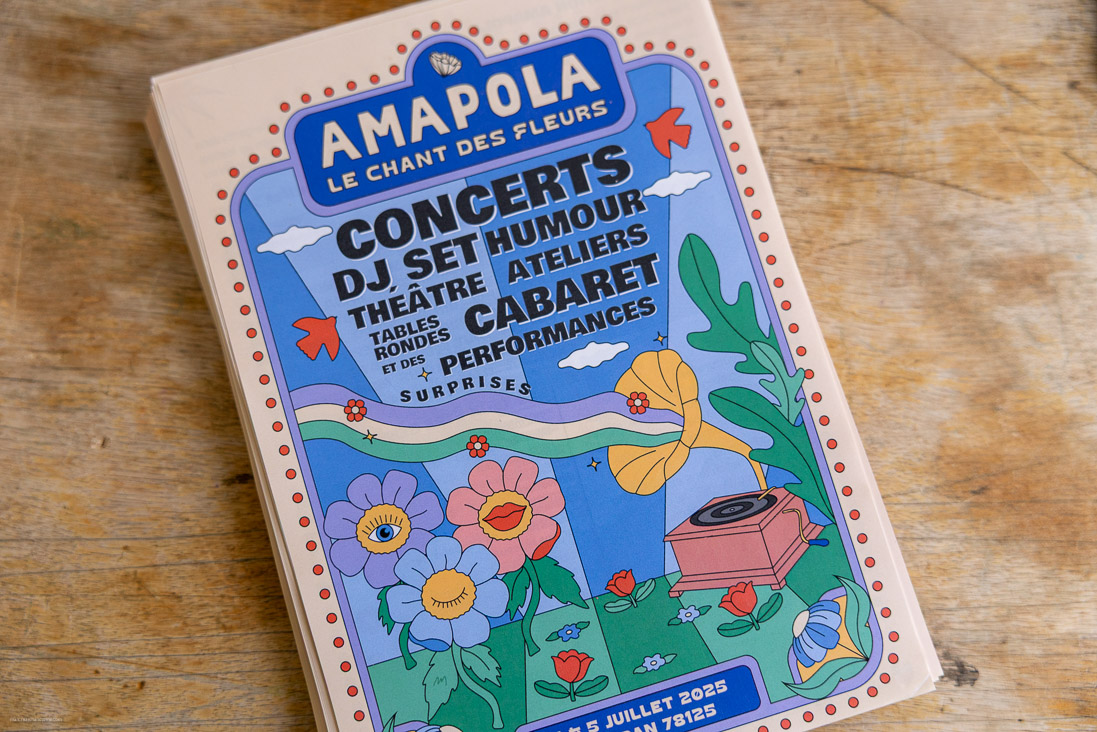 AMAPOLA
LE CHANT DES FLEURS
CONCERTS
DJ SET HUMOUR
THÉÂTRE ATELIERS
TABLES
RONDES
CABARET
ET DES PERFORMANCES
SURPRISES
5 JUILLET 2025
78125